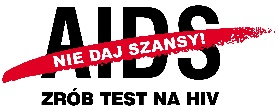 AIDS
NIE DAJ SZANSY!
ZRÓB TEST NA HIV